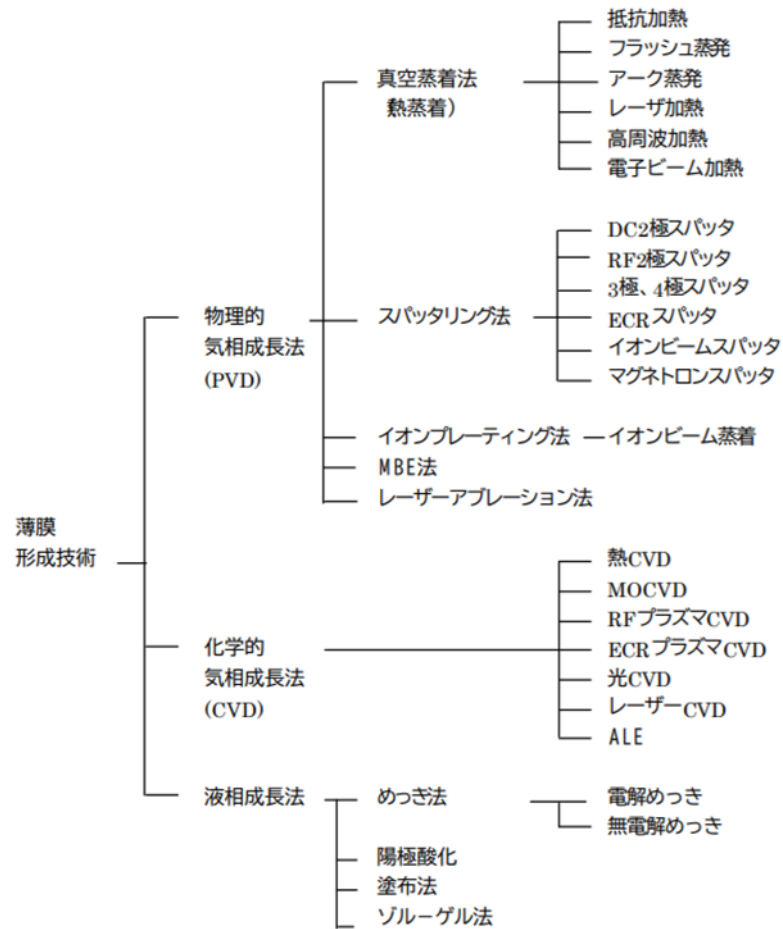 抵抗加熱
フラッシュ蒸発
真空蒸着法
アーク蒸発
(熱蒸着)
レーザ加熱
高周波加熱
電子ビーム加熱
DC2極スパッタ
RF2極スパッタ
3極、4極スパッタ
物理的
スパッタリング法
ECRスパッタ
気相成長法
イオンビームスパッタ
(PVD)
マグネトロンスパッタ
イオンプレーティング法
イオンビーム蒸着
MBE法
レーザーアブレーション法
薄膜
形成技術
熱CVD
MOCVD
RFプラズマCVD
化学的
ECRプラズマCVD
気相成長法
光CVD
(CVD)
レーザーCVD
ALE
液相成長法
めっき法
電解めっき
無電解めっき
陽極酸化
塗布法
ゾルーゲル法